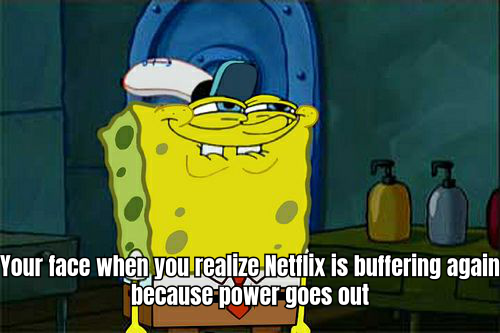 Your face when you realize Netflix is buffering again
because power goes out